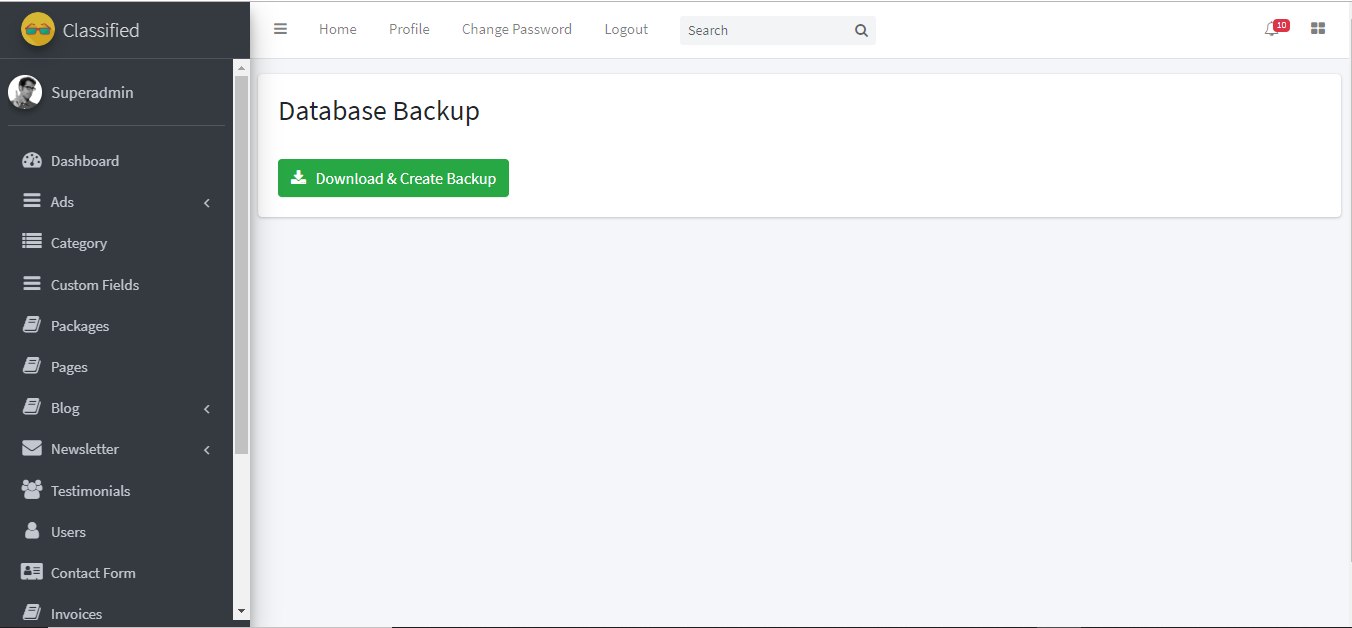 Classified
Home Profile Change Password Logout Search 10
Superadmin
Database Backup
Download & Create Backup
Dashboard
Ads
Category
Custom Fields
Packages
Pages
Blog
Newsletter
Testimonials
Users
Contact Form
Invoices